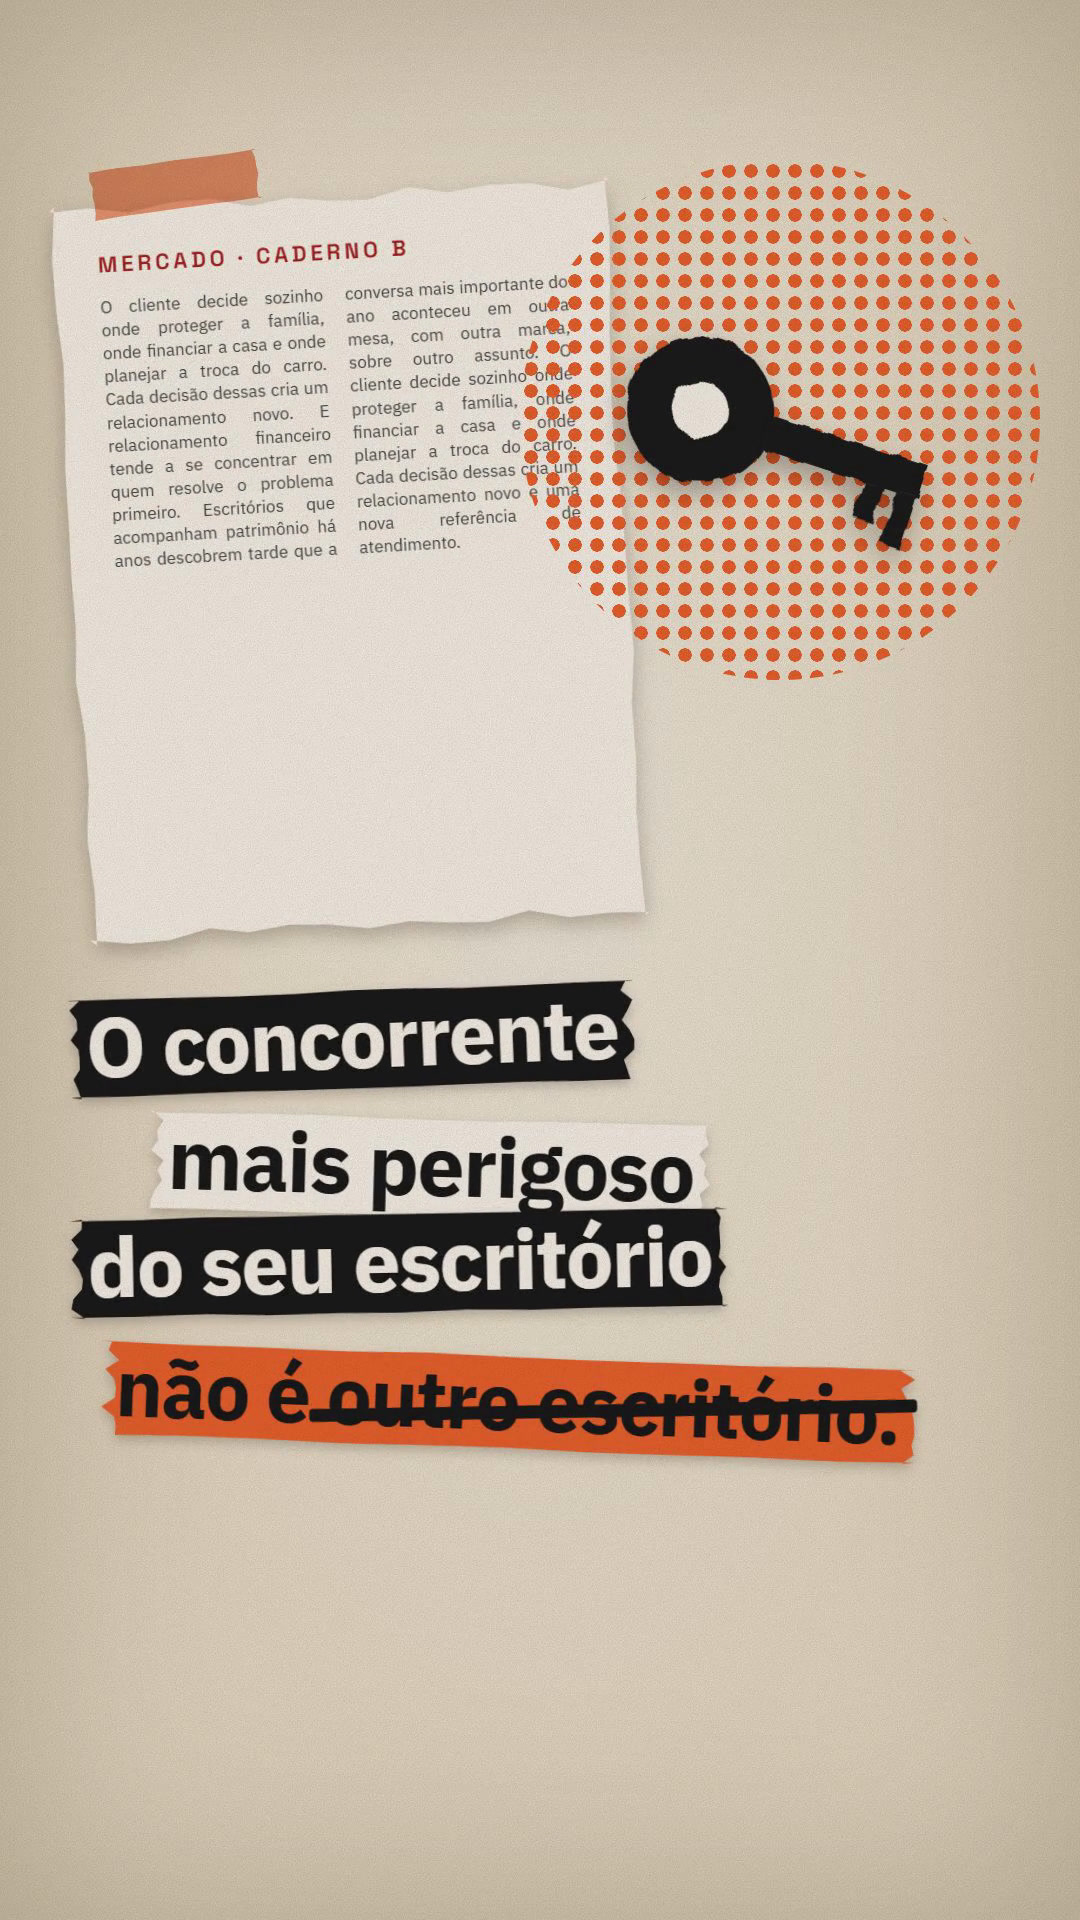 MERCADO · CADERNO B
O cliente decide sozinho
onde proteger a família,
onde financiar a casa e onde
planejar a troca do carro.
Cada decisão dessas cria um
relacionamento novo. E
relacionamento financeiro
tende a se concentrar em
quem resolve o problema
primeiro. Escritórios que
acompanham patrimônio há
anos descobrem tarde que a
conversa mais importante do
ano aconteceu em outra
mesa, com outra marca,
sobre outro assunto. O
cliente decide sozinho onde
proteger a família, onde
financiar a casa e onde
planejar a troca do carro.
Cada decisão dessas cria um
relacionamento novo e uma
nova referência de
atendimento.
O concorrente
mais perigoso
do seu escritório
não é outro escritório.